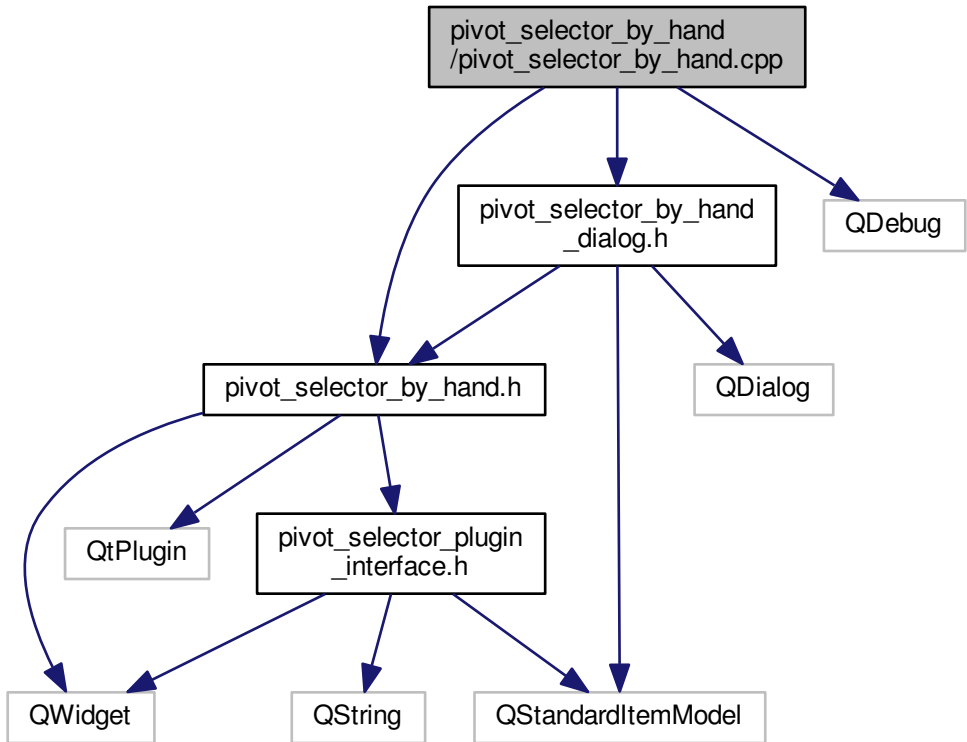 pivot_selector_by_hand
/pivot_selector_by_hand.cpp
pivot_selector_by_hand
_dialog.h
QDebug
pivot_selector_by_hand.h
QDialog
pivot_selector_plugin
_interface.h
QtPlugin
QWidget
QString
QStandardItemModel